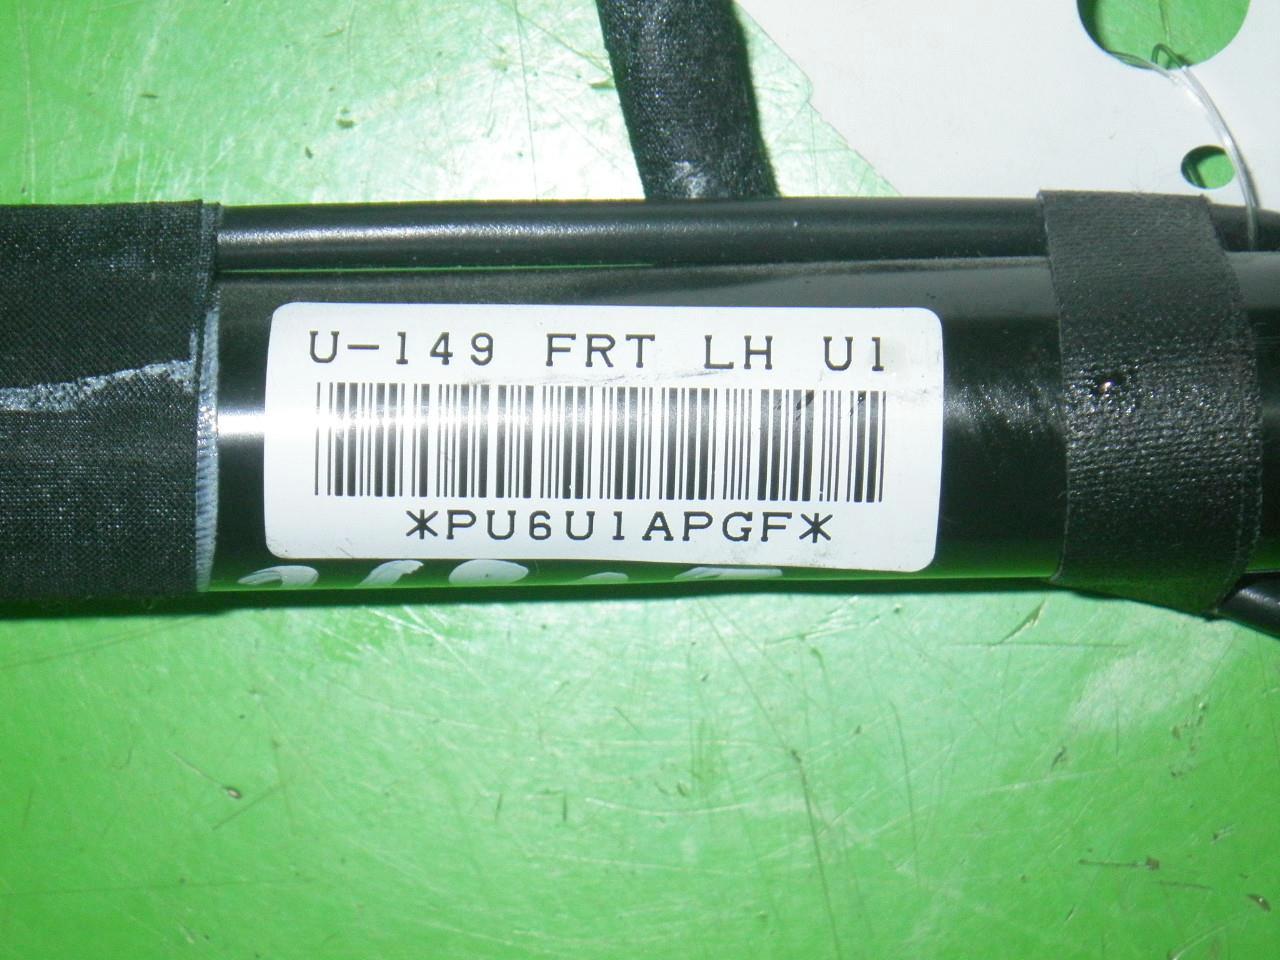 U-149 FRT LH U1
*PU6U1APGF*